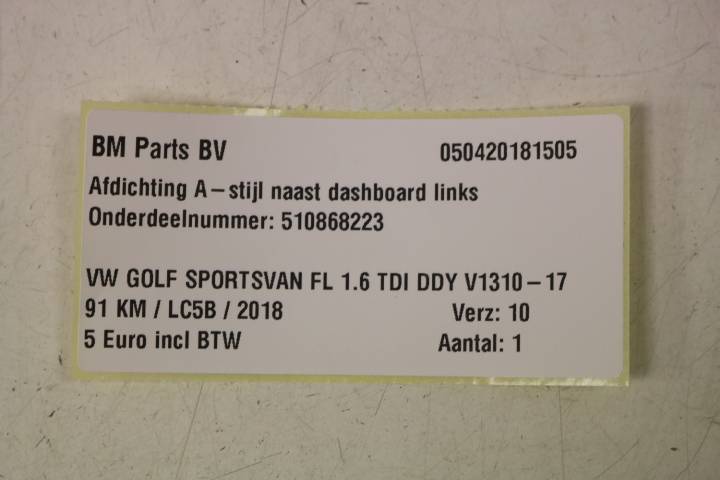 BM Parts BV 050420181505
Afdichting A-stijl naast dashboard links
Onderdeelnummer: 510868223
VW GOLF SPORTSVAN FL 1.6 TDI DDY V1310-17
91 KM / LC5B / 2018 Verz: 10
5 Euro incl BTW Aantal: 1